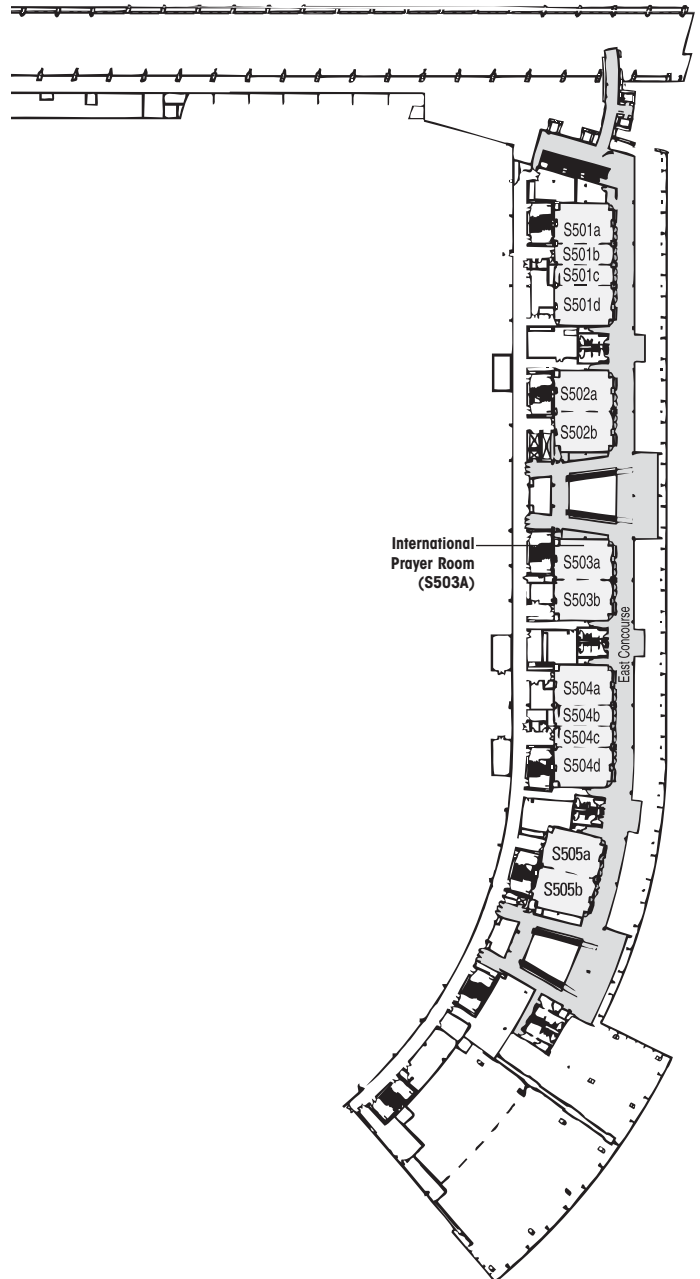 S501a
S501b
S501c
S501d
S502a
S502b
International
Prayer Room
(S503A)
S503a
S503b
East Concourse
S504a
S504b
S504c
S504d
S505a
S505b